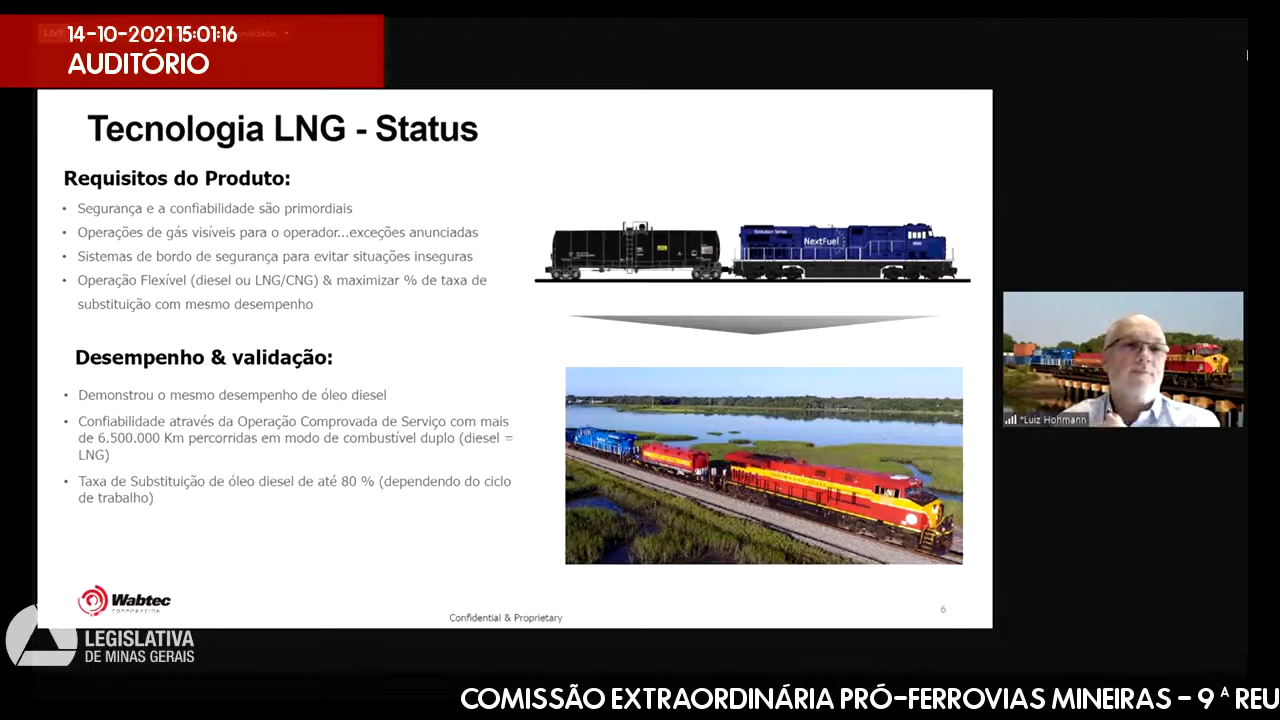 14-10-2021 15:01:16
AUDITÓRIO
LIVE
Tecnologia LNG - Status
Requisitos do Produto:
• Segurança e a confiabilidade são primordiais
• Operações de gás visíveis para o operador...exceções anunciadas
• Sistemas de bordo de segurança para evitar situações inseguras
• Operação Flexível (diesel ou LNG/CNG) & maximizar % de taxa de
substituição com mesmo desempenho
Evolution Series
NextFuel
Desempenho & validação:
• Demonstrou o mesmo desempenho de óleo diesel
• Confiabilidade através da Operação Comprovada de Serviço com mais
de 6.500.000 Km percorridas em modo de combustível duplo (diesel =
LNG)
• Taxa de Substituição de óleo diesel de até 80 % (dependendo do ciclo
de trabalho)
*Luiz Hohmann
Wabtec
CORPORATION
Confidential & Proprietary
6
LEGISLATIVA
DE MINAS GERAIS
COMISSÃO EXTRAORDINÁRIA PRÓ-FERROVIAS MINEIRAS - 9ª REU